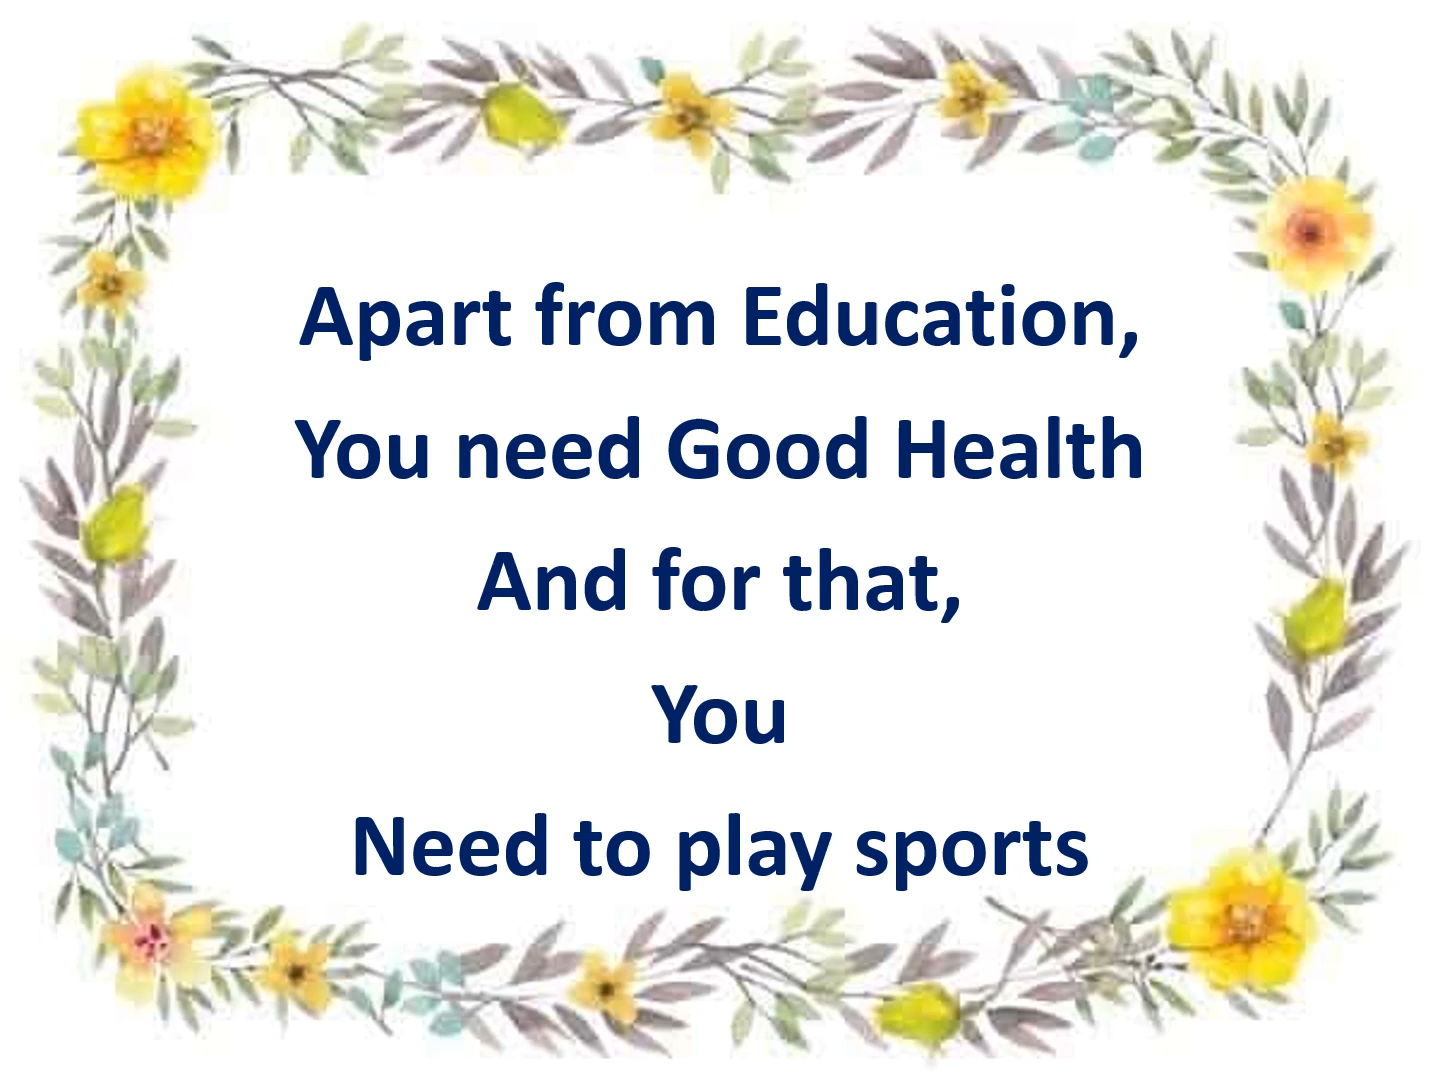 Apart from Education,
You need Good Health
And for that,
You
Need to play sports